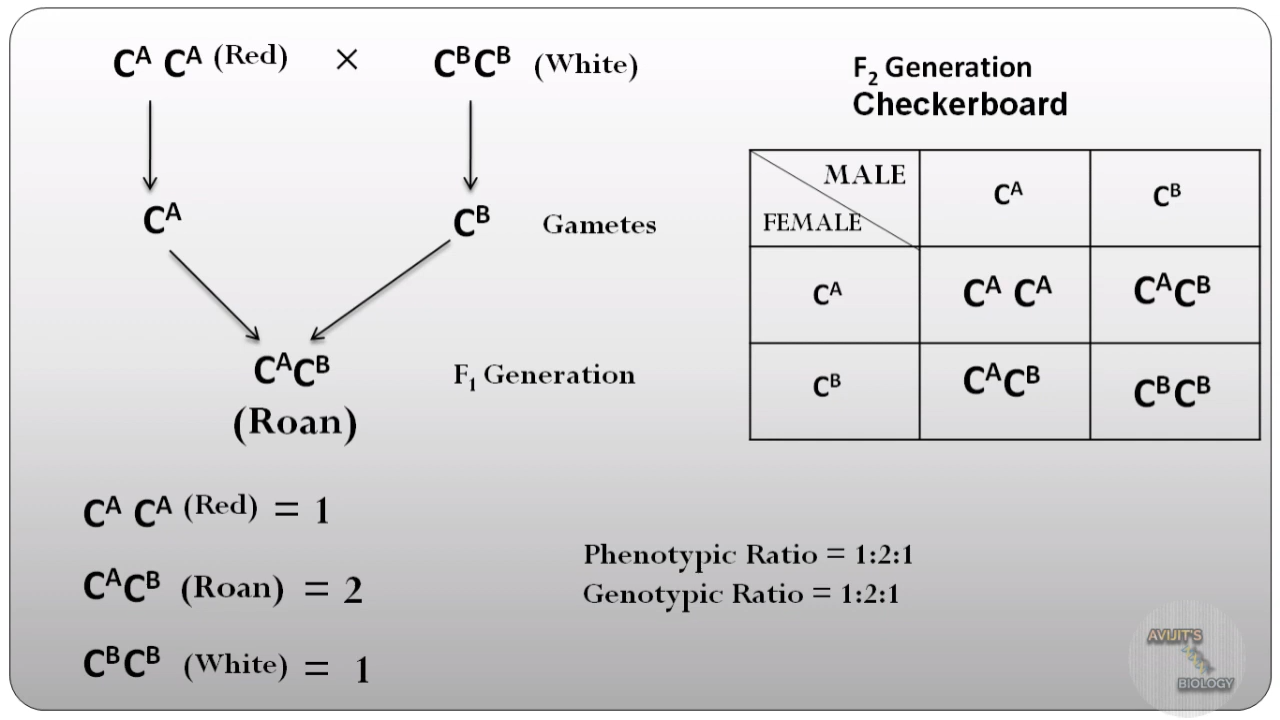 Cᴬ Cᴬ (Red) × CᴮCᴮ (White)
Cᴬ Cᴮ Gametes
CᴬCᴮ F₁ Generation
(Roan)
Cᴬ Cᴬ (Red) = 1
CᴬCᴮ (Roan) = 2
CᴮCᴮ (White) = 1
F₂ Generation
Checkerboard
MALE Cᴬ Cᴮ
FEMALE
Cᴬ Cᴬ Cᴬ CᴬCᴮ
Cᴮ CᴬCᴮ CᴮCᴮ
Phenotypic Ratio = 1:2:1
Genotypic Ratio = 1:2:1
AVIJIT'S
BIOLOGY